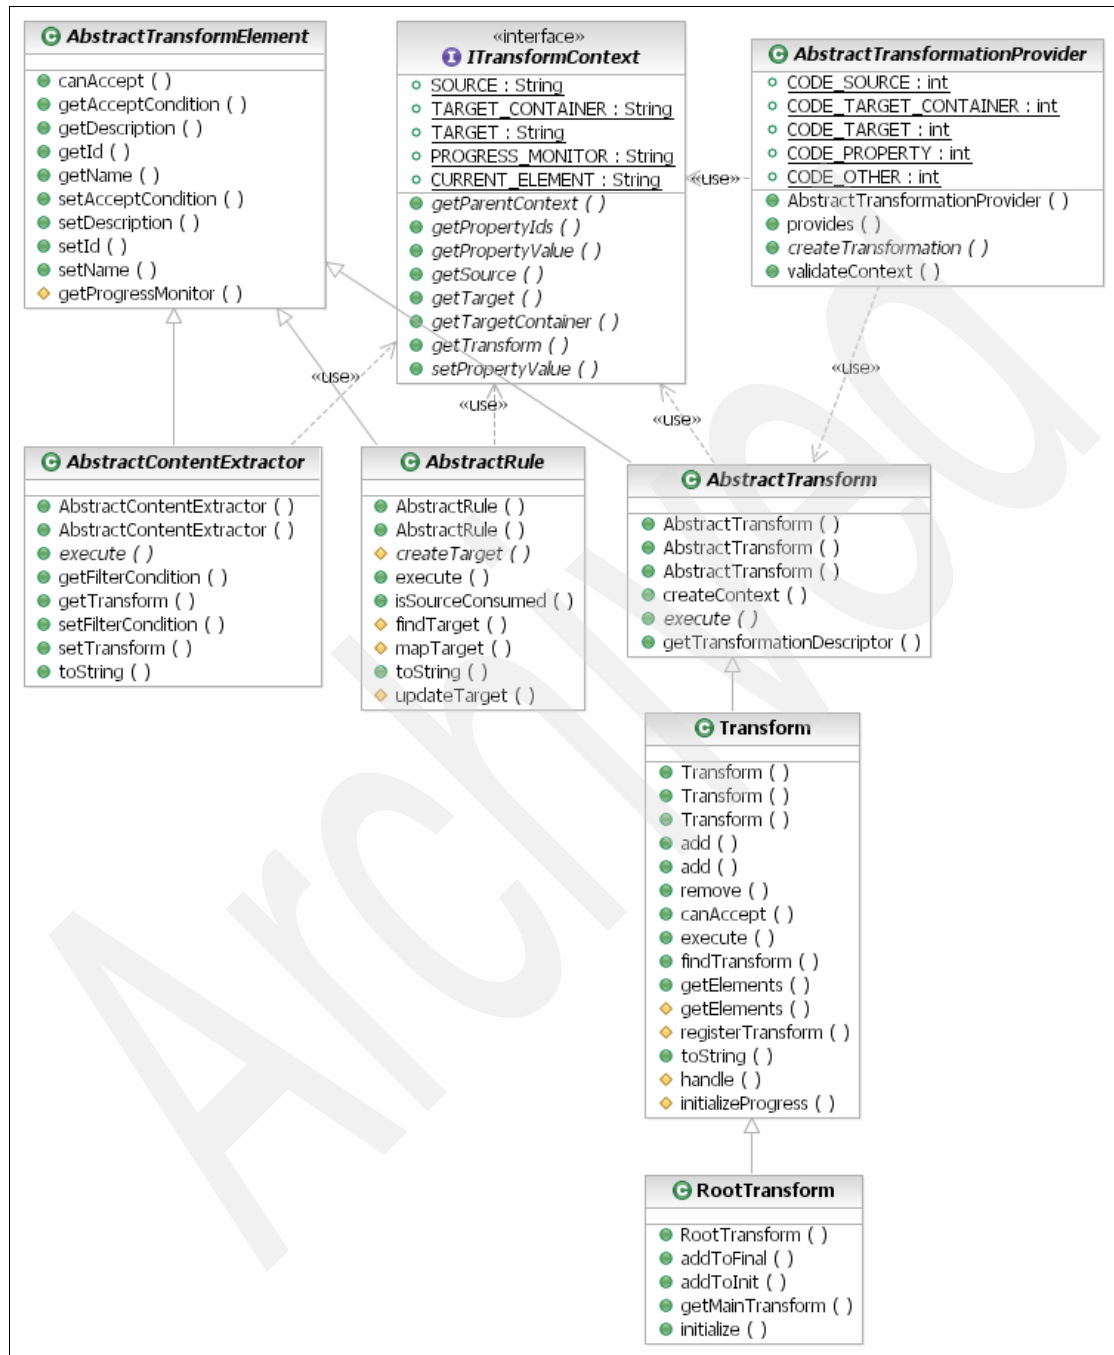 AbstractTransformElement
canAccept ( )
getAcceptCondition ( )
getDescription ( )
getId ( )
getName ( )
setAcceptCondition ( )
setDescription ( )
setId ( )
setName ( )
getProgressMonitor ( )
«interface»
ITransformContext
SOURCE : String
TARGET_CONTAINER : String
TARGET : String
PROGRESS_MONITOR : String
CURRENT_ELEMENT : String
getParentContext ( )
getPropertyIds ( )
getPropertyValue ( )
getSource ( )
getTarget ( )
getTargetContainer ( )
getTransform ( )
setPropertyValue ( )
«use»
AbstractTransformationProvider
CODE_SOURCE : int
CODE_TARGET_CONTAINER : int
CODE_TARGET : int
CODE_PROPERTY : int
CODE_OTHER : int
AbstractTransformationProvider ( )
provides ( )
createTransformation ( )
validateContext ( )
«use»
«use»
«use»
«use»
AbstractContentExtractor
AbstractContentExtractor ( )
AbstractContentExtractor ( )
execute ( )
getFilterCondition ( )
getTransform ( )
setFilterCondition ( )
setTransform ( )
toString ( )
AbstractRule
AbstractRule ( )
AbstractRule ( )
createTarget ( )
execute ( )
isSourceConsumed ( )
findTarget ( )
mapTarget ( )
toString ( )
updateTarget ( )
AbstractTransform
AbstractTransform ( )
AbstractTransform ( )
AbstractTransform ( )
createContext ( )
execute ( )
getTransformationDescriptor ( )
Transform
Transform ( )
Transform ( )
Transform ( )
add ( )
add ( )
remove ( )
canAccept ( )
execute ( )
findTransform ( )
getElements ( )
getElements ( )
registerTransform ( )
toString ( )
handle ( )
initializeProgress ( )
RootTransform
RootTransform ( )
addToFinal ( )
addToInit ( )
getMainTransform ( )
initialize ( )
Archived